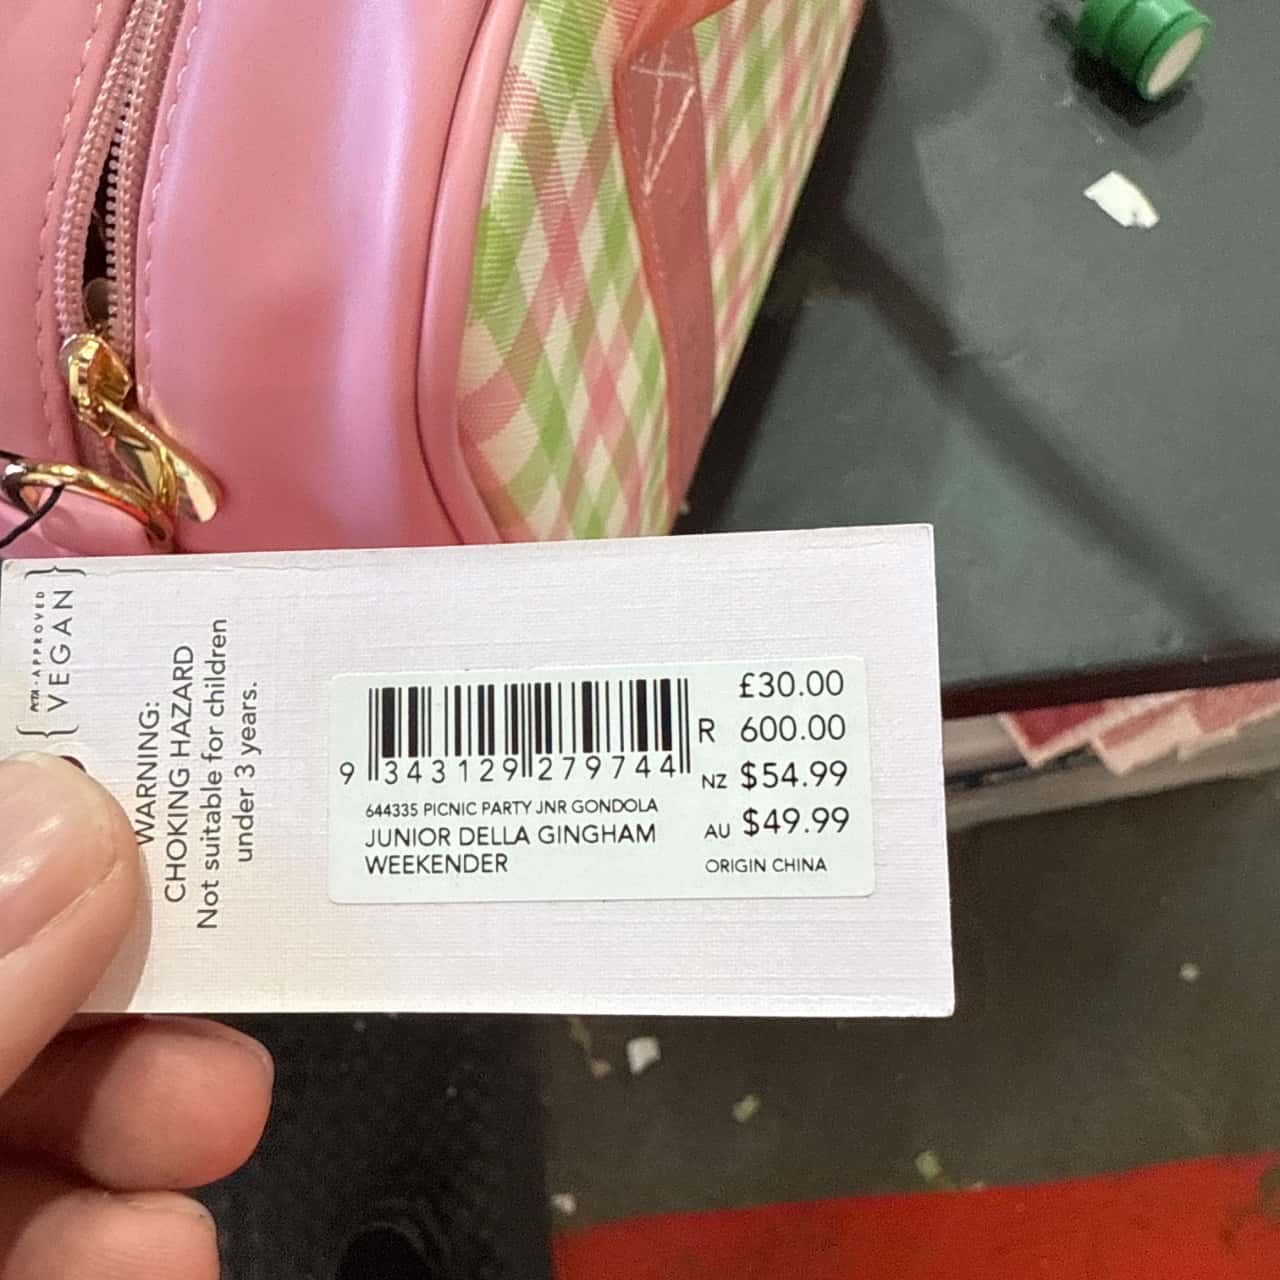 PETA-APPROVED
VEGAN
WARNING:
CHOKING HAZARD
Not suitable for children
under 3 years.
9 343129 279744
644335 PICNIC PARTY JNR GONDOLA
JUNIOR DELLA GINGHAM
WEEKENDER
£30.00
R 600.00
NZ $54.99
AU $49.99
ORIGIN CHINA